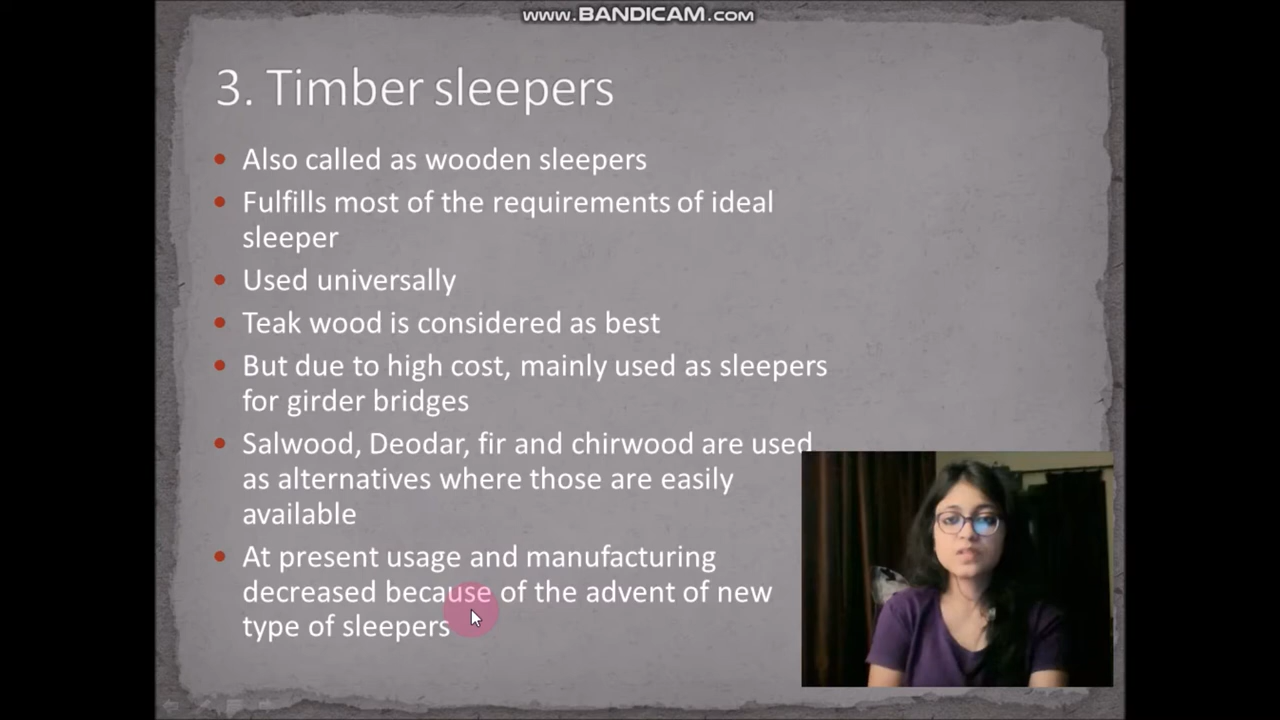 www.BANDICAM.com
3. Timber sleepers
• Also called as wooden sleepers
• Fulfills most of the requirements of ideal
sleeper
• Used universally
• Teak wood is considered as best
• But due to high cost, mainly used as sleepers
for girder bridges
• Salwood, Deodar, fir and chirwood are used
as alternatives where those are easily
available
• At present usage and manufacturing
decreased because of the advent of new
type of sleepers